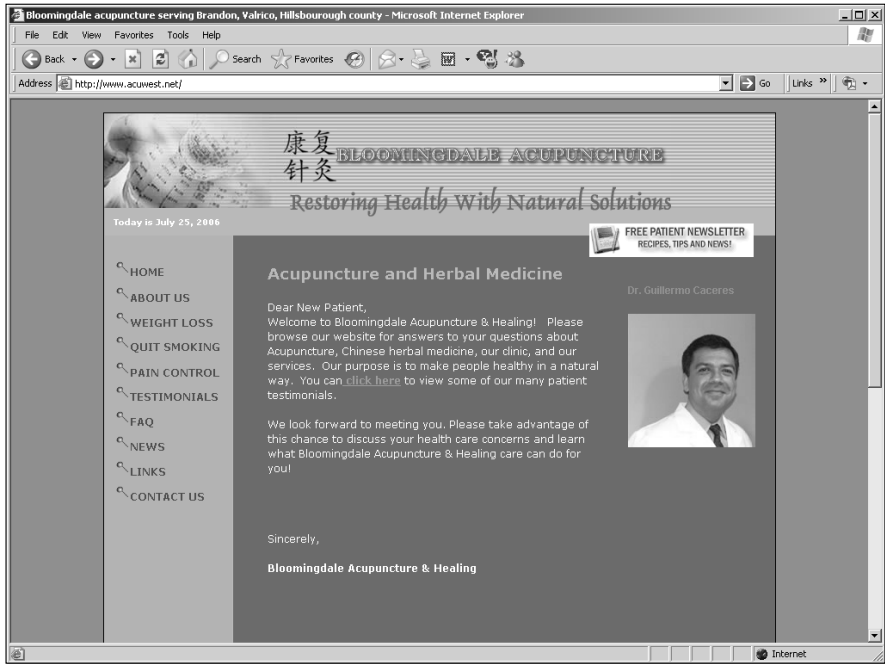 Bloomingdale acupuncture serving Brandon, Valrico, Hillsbourough county - Microsoft Internet Explorer
File Edit View Favorites Tools Help
Back Search Favorites
Address http://www.acuwest.net/ Go Links »
康复
针灸
BLOOMINGDALE ACUPUNCTURE
Restoring Health With Natural Solutions
Today is July 25, 2006
FREE PATIENT NEWSLETTER
RECIPES, TIPS AND NEWS!
HOME
ABOUT US
WEIGHT LOSS
QUIT SMOKING
PAIN CONTROL
TESTIMONIALS
FAQ
NEWS
LINKS
CONTACT US
Acupuncture and Herbal Medicine
Dear New Patient,
Welcome to Bloomingdale Acupuncture & Healing! Please
browse our website for answers to your questions about
Acupuncture, Chinese herbal medicine, our clinic, and our
services. Our purpose is to make people healthy in a natural
way. You can click here to view some of our many patient
testimonials.
We look forward to meeting you. Please take advantage of
this chance to discuss your health care concerns and learn
what Bloomingdale Acupuncture & Healing care can do for
you!
Sincerely,
Bloomingdale Acupuncture & Healing
Dr. Guillermo Caceres
Internet